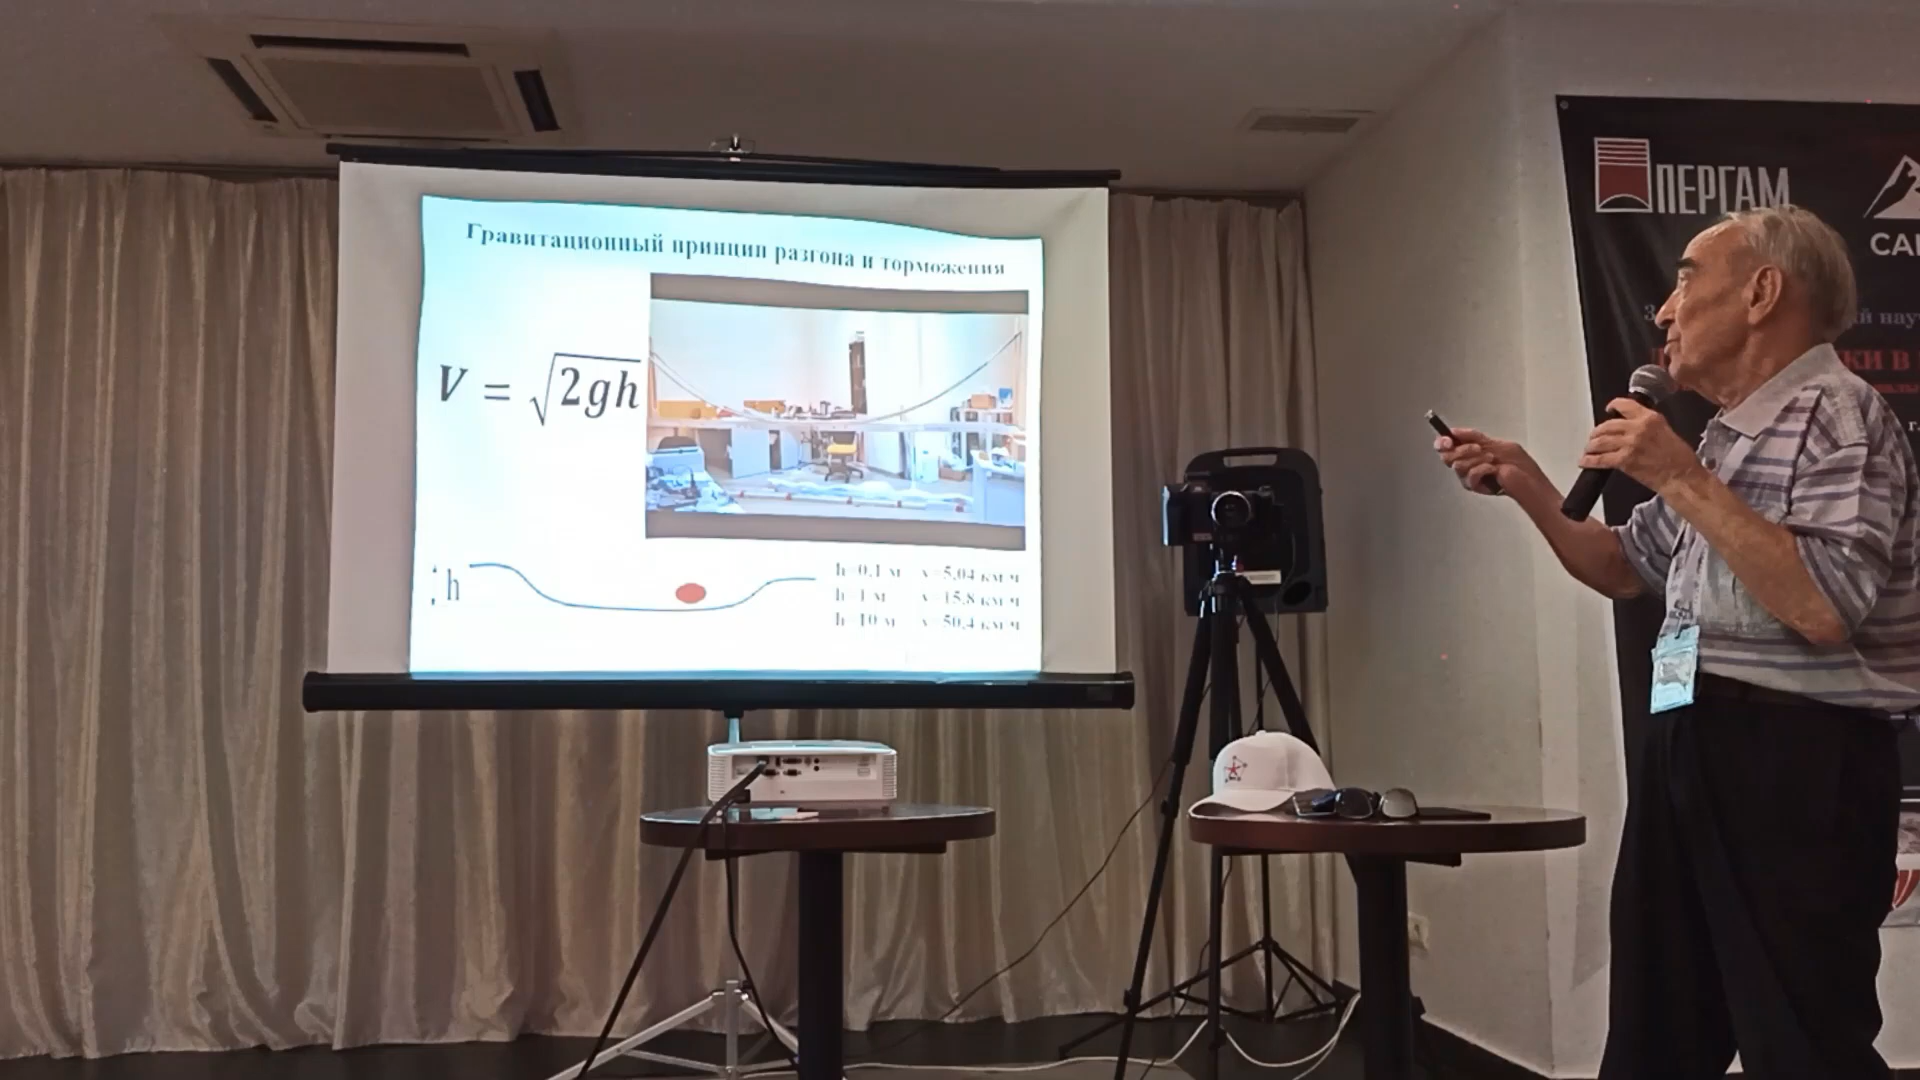 Гравитационный принцип разгона и торможения
V = √2gh
h
h=0,1 м v=5,04 км/ч
h=1 м v=15,8 км/ч
h=10 м v=50,4 км/ч
ПЕРГАМ